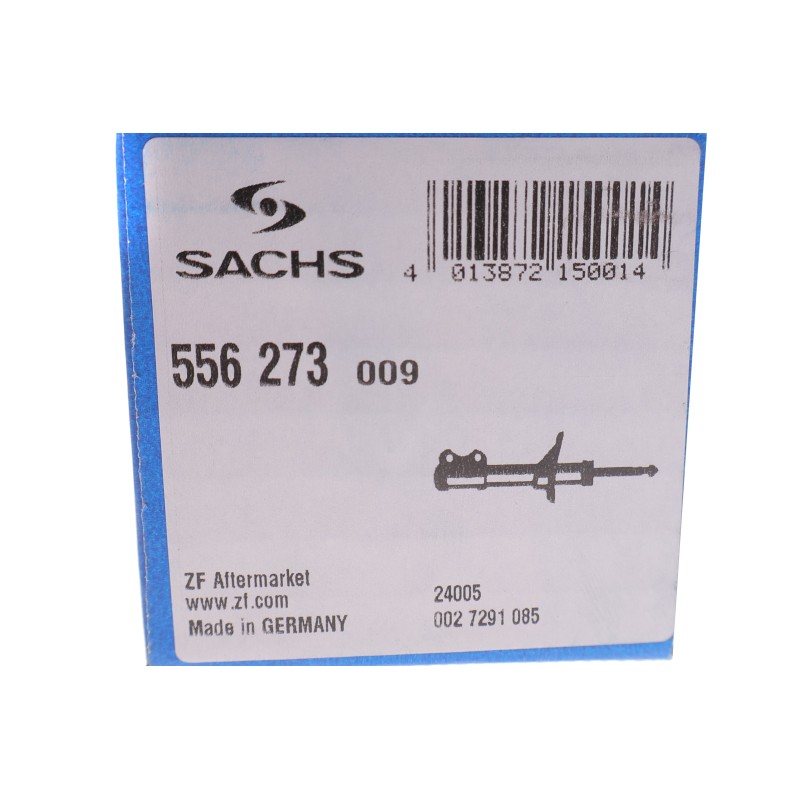 SACHS
4 013872 150014
556 273 009
ZF Aftermarket
www.zf.com
Made in GERMANY
24005
002 7291 085